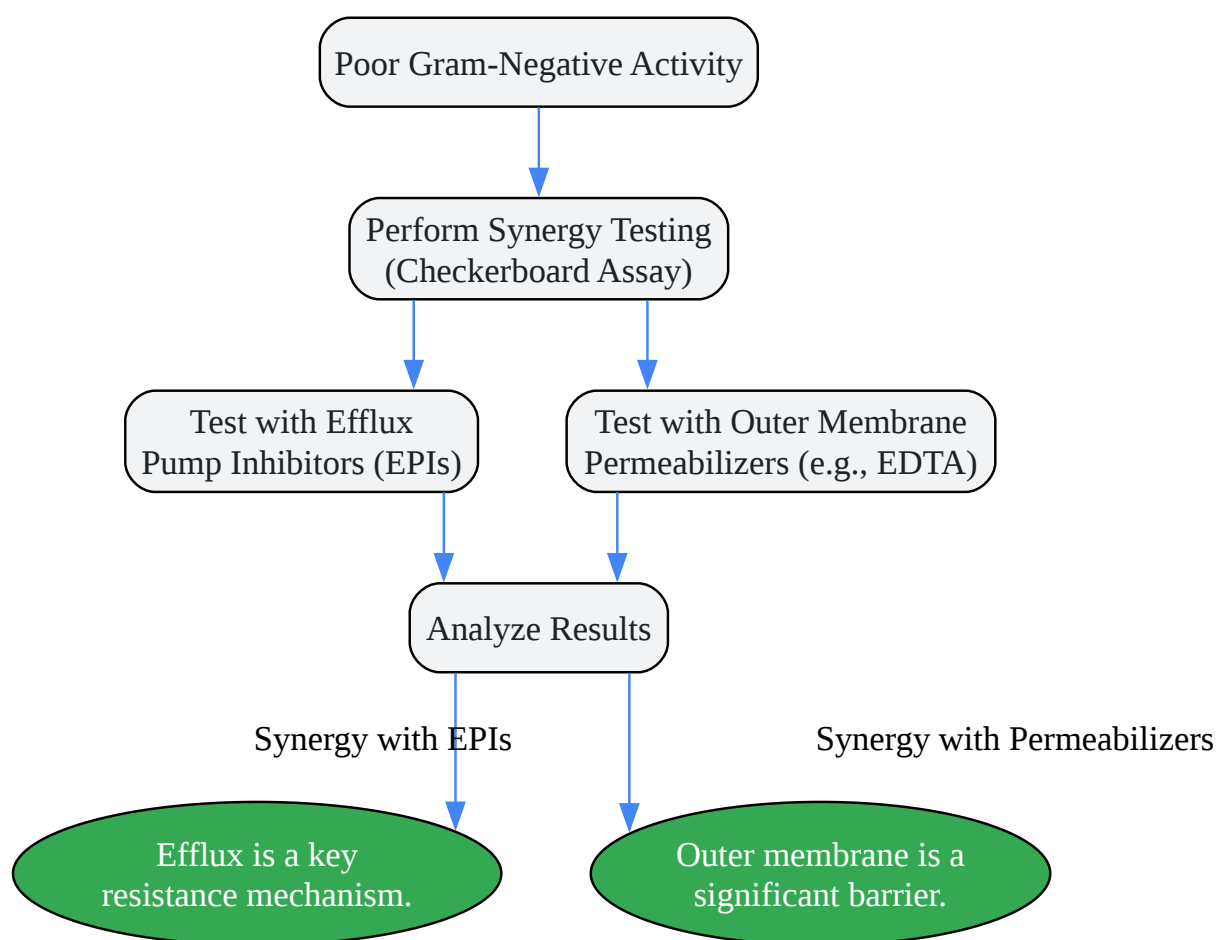 Poor Gram-Negative Activity
Perform Synergy Testing
(Checkerboard Assay)
Test with Efflux
Pump Inhibitors (EPIs)
Test with Outer Membrane
Permeabilizers (e.g., EDTA)
Analyze Results
Synergy with EPIs
Synergy with Permeabilizers
Efflux is a key
resistance mechanism.
Outer membrane is a
significant barrier.